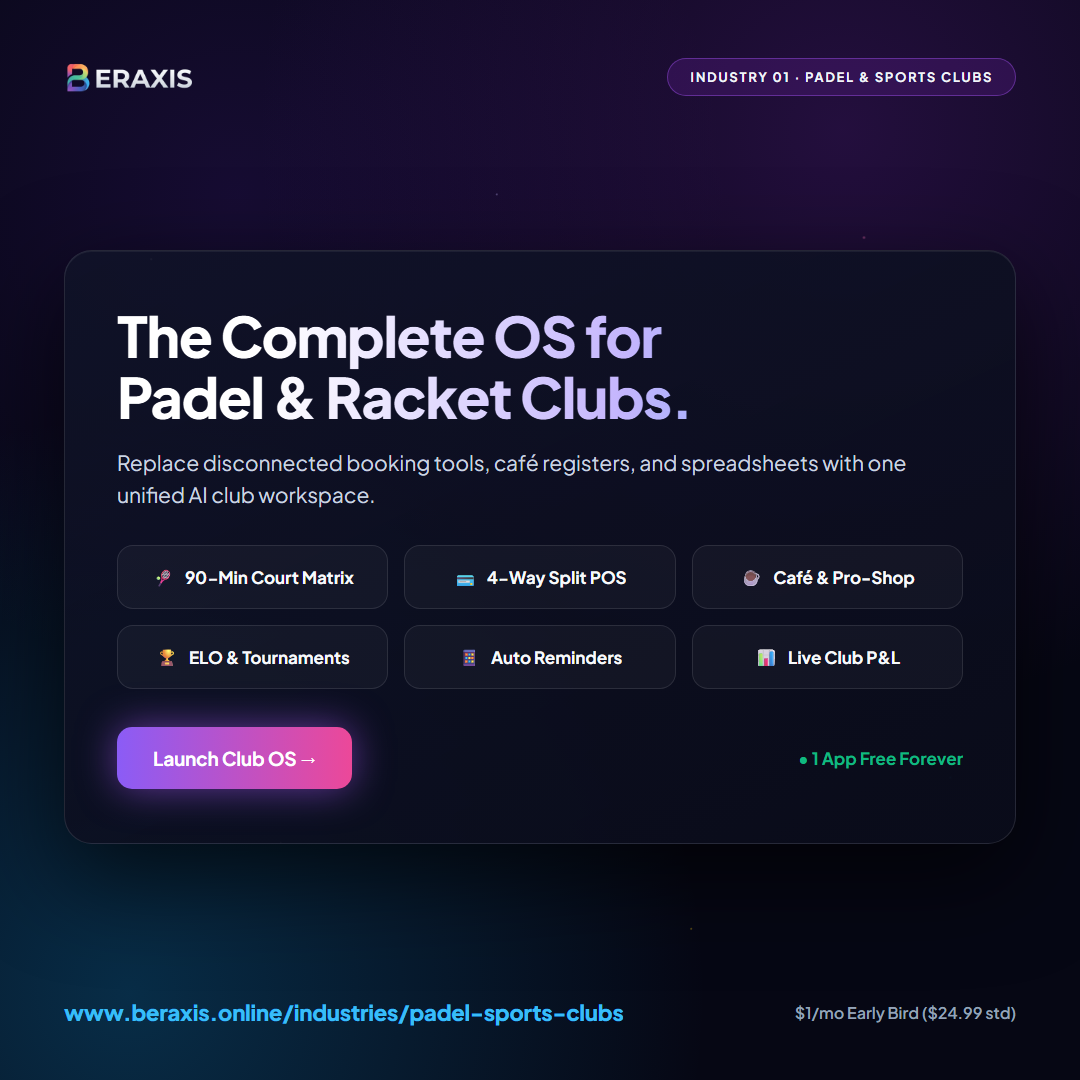 BERAXIS
INDUSTRY 01 · PADEL & SPORTS CLUBS
The Complete OS for
Padel & Racket Clubs.
Replace disconnected booking tools, café registers, and spreadsheets with one
unified AI club workspace.
90-Min Court Matrix
4-Way Split POS
Café & Pro-Shop
ELO & Tournaments
Auto Reminders
Live Club P&L
Launch Club OS →
● 1 App Free Forever
www.beraxis.online/industries/padel-sports-clubs
$1/mo Early Bird ($24.99 std)